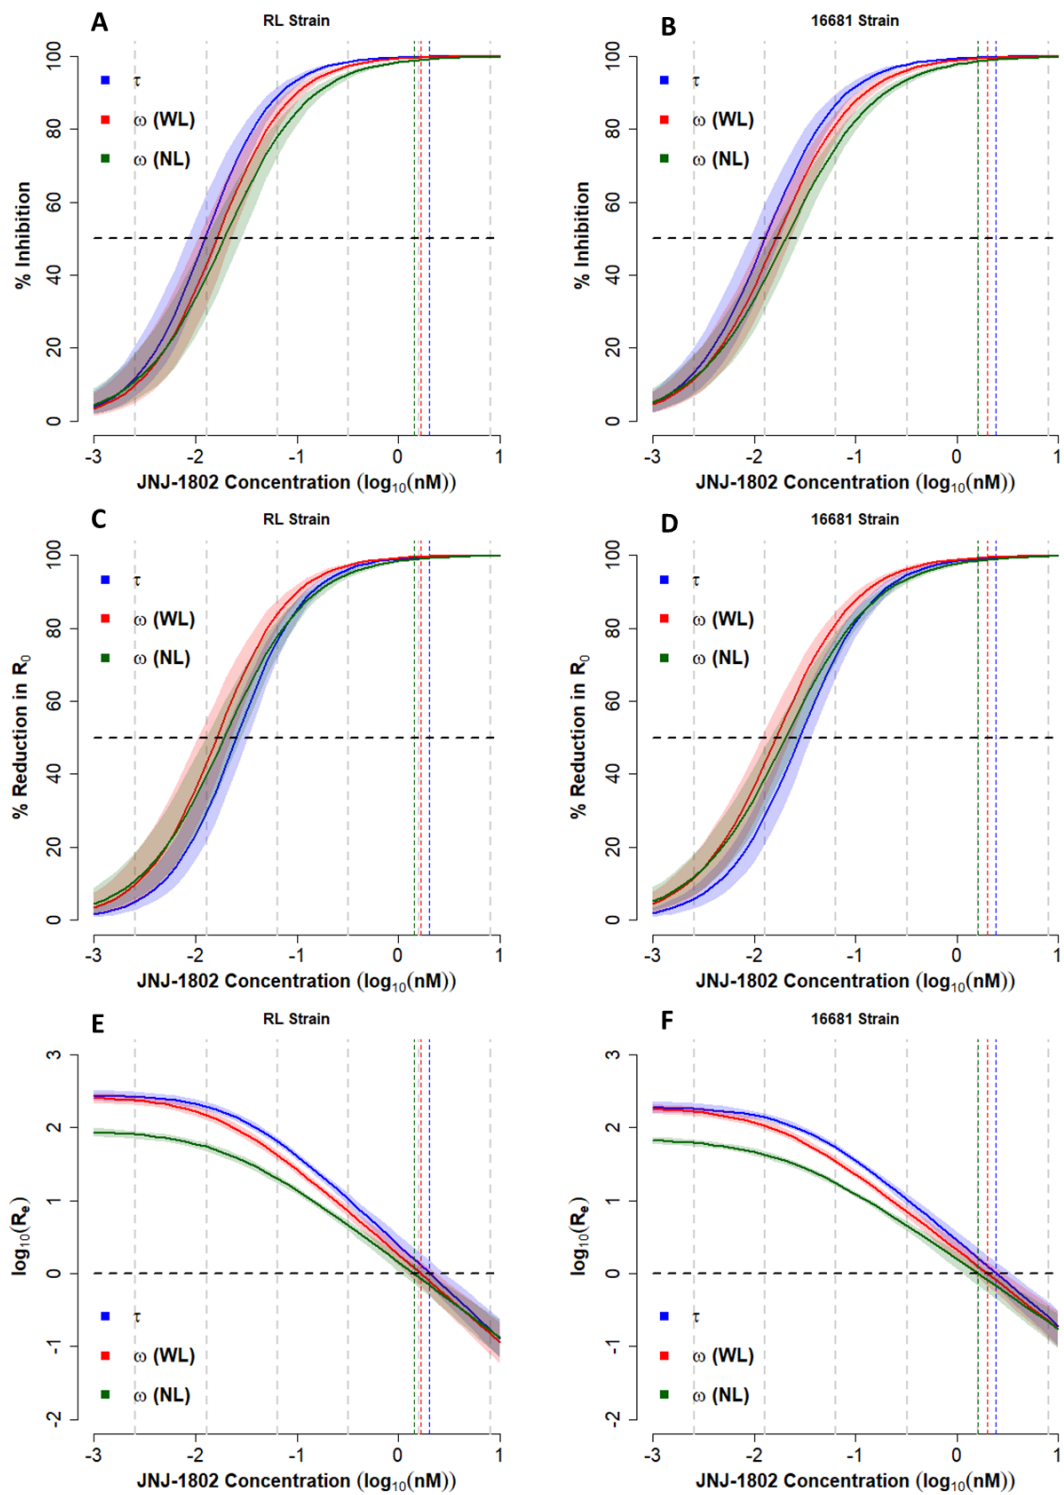 A
RL Strain
% Inhibition
100
80
60
40
20
0
τ
ω (WL)
ω (NL)
-3 -2 -1 0 1
JNJ-1802 Concentration (log10(nM))
B
16681 Strain
% Inhibition
100
80
60
40
20
0
τ
ω (WL)
ω (NL)
-3 -2 -1 0 1
JNJ-1802 Concentration (log10(nM))
C
RL Strain
% Reduction in R0
100
80
60
40
20
0
τ
ω (WL)
ω (NL)
-3 -2 -1 0 1
JNJ-1802 Concentration (log10(nM))
D
16681 Strain
% Reduction in R0
100
80
60
40
20
0
τ
ω (WL)
ω (NL)
-3 -2 -1 0 1
JNJ-1802 Concentration (log10(nM))
E
RL Strain
log10(Re)
3
2
1
0
-1
-2
τ
ω (WL)
ω (NL)
-3 -2 -1 0 1
JNJ-1802 Concentration (log10(nM))
F
16681 Strain
log10(Re)
3
2
1
0
-1
-2
τ
ω (WL)
ω (NL)
-3 -2 -1 0 1
JNJ-1802 Concentration (log10(nM))